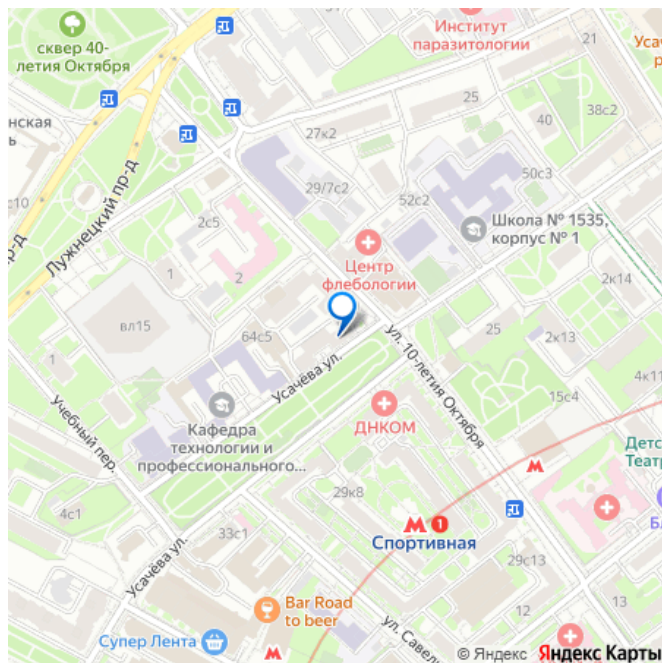 Институт
паразитологии
21
Усач
р
сквер 40-
летия Октября
25
38с2
27к2
40
нская
ь
50с3
с10
29/7с2
52с2
Школа № 1535,
корпус № 1
Лужнецкий пр-д
р-д
2с5
1
2
Центр
флебологии
2к14
вл15
64с5
25
2к13
ул. 10-летия Октября
Усачёва ул.
1
4к11
15с4
ДНКОМ
Кафедра
технологии и
профессионального...
Учебный пер.
Детс
Театр
29к8
1
Спортивная
Бл
4с1
33с1
29с13
Усачёва ул.
Bar Road
to beer
12
13
Супер Лента
ул. Савел
© Яндекс Яндекс Карты